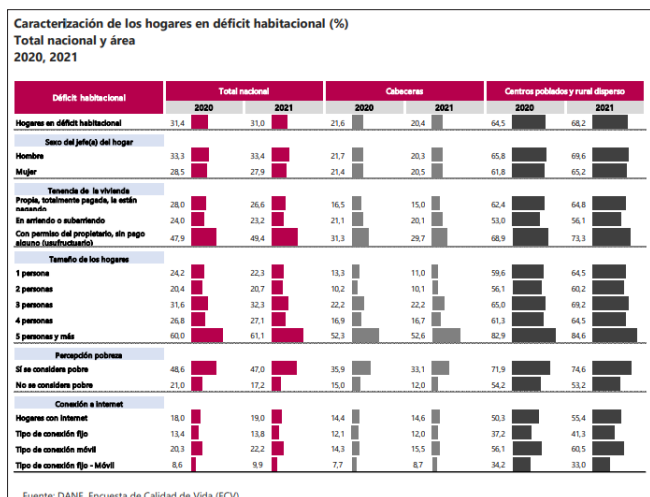 Caracterización de los hogares en déficit habitacional (%)
Total nacional y área
2020, 2021
Déficit habitacional Total nacional Cabeceras Centros poblados y rural disperso
2020 2021 2020 2021 2020 2021
Hogares en déficit habitacional 31,4 31,0 21,6 20,4 64,5 68,2
Sexo del jefe(a) del hogar
Hombre 33,3 33,4 21,7 20,3 65,8 69,6
Mujer 28,5 27,9 21,4 20,5 61,8 65,2
Tenencia de la vivienda
Propia, totalmente pagada, la están
pagando 28,0 26,6 16,5 15,0 62,4 64,8
En arriendo o subarriendo 24,0 23,2 21,1 20,1 53,0 56,1
Con permiso del propietario, sin pago
alguno (usufructuario) 47,9 49,4 31,3 29,7 68,9 73,3
Tamaño de los hogares
1 persona 24,2 22,3 13,3 11,0 59,6 64,5
2 personas 20,4 20,7 10,2 10,1 56,1 60,2
3 personas 31,6 32,3 22,2 22,2 65,0 69,2
4 personas 26,8 27,1 16,9 16,7 61,3 64,5
5 personas y más 60,0 61,1 52,3 52,6 82,9 84,6
Percepción pobreza
Sí se considera pobre 48,6 47,0 35,9 33,1 71,9 74,6
No se considera pobre 21,0 17,2 15,0 12,0 54,2 53,2
Conexión a internet
Hogares con internet 18,0 19,0 14,4 14,6 50,3 55,4
Tipo de conexión fijo 13,4 13,8 12,1 12,0 37,2 41,3
Tipo de conexión móvil 20,3 22,2 14,3 15,5 56,1 60,5
Tipo de conexión fijo - Móvil 8,6 9,9 7,7 8,7 34,2 33,0
Fuente: DANE, Encuesta de Calidad de Vida (ECV)